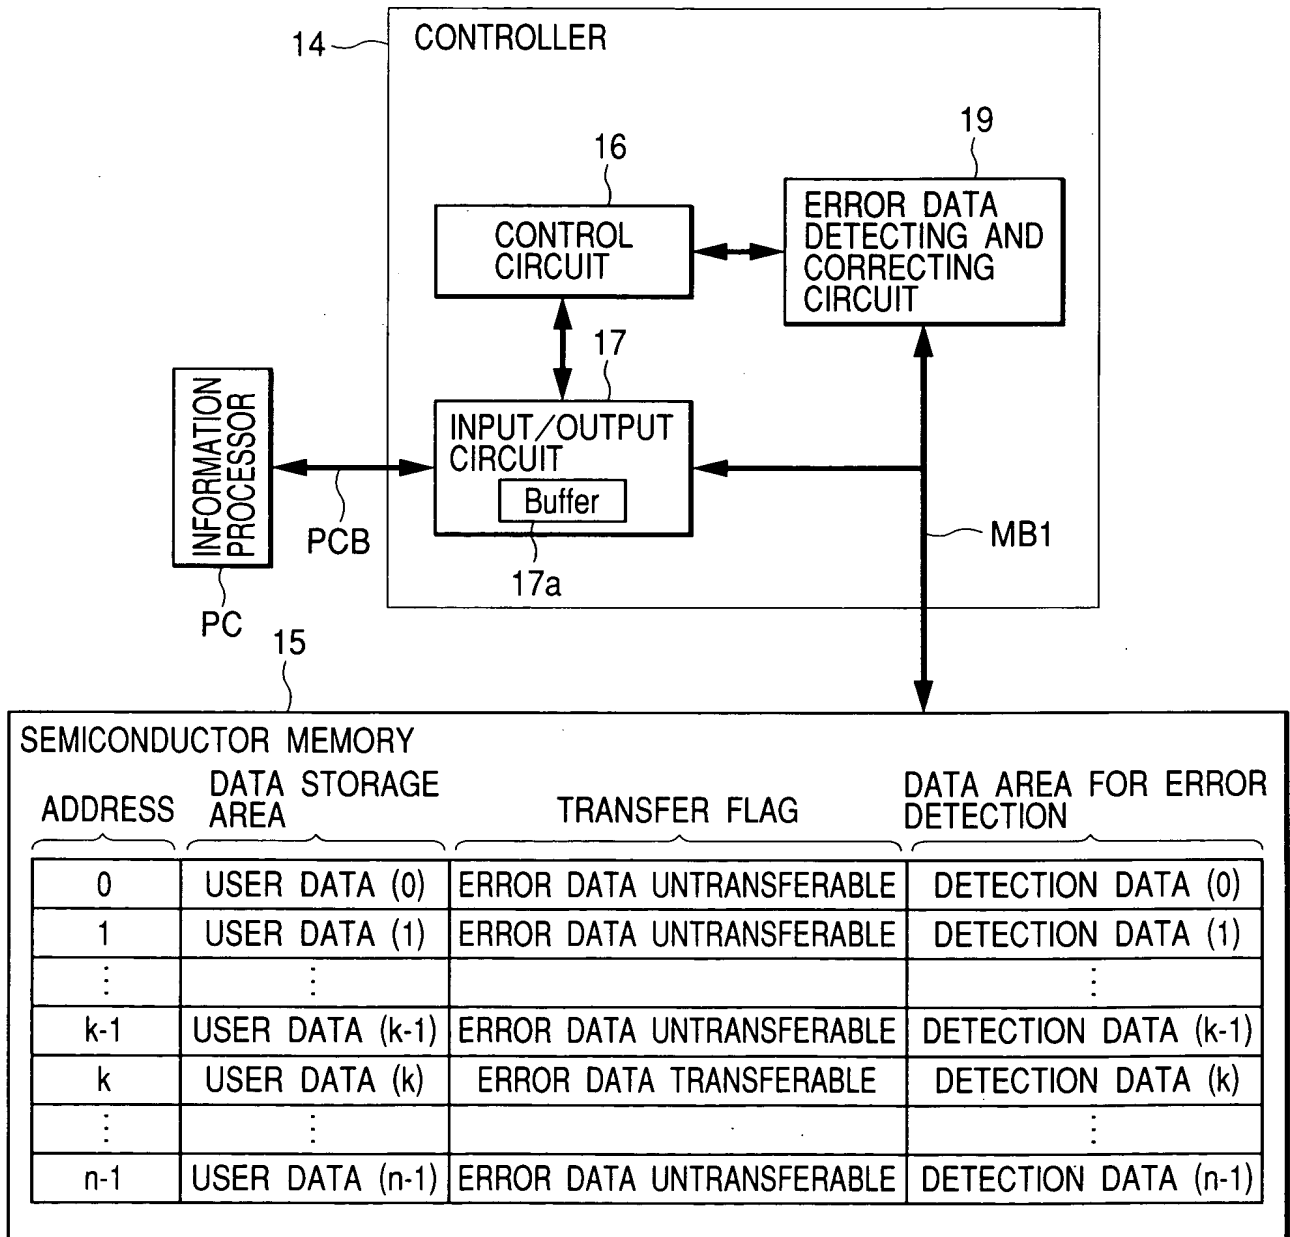 14
CONTROLLER
19
16
ERROR DATA
DETECTING AND
CORRECTING
CIRCUIT
CONTROL
CIRCUIT
17
INFORMATION
PROCESSOR
INPUT/OUTPUT
CIRCUIT
Buffer
PCB
MB1
17a
PC
15
SEMICONDUCTOR MEMORY
ADDRESS
DATA STORAGE
AREA
TRANSFER FLAG
DATA AREA FOR ERROR
DETECTION
0 USER DATA (0) ERROR DATA UNTRANSFERABLE DETECTION DATA (0)
1 USER DATA (1) ERROR DATA UNTRANSFERABLE DETECTION DATA (1)
⋮ ⋮ ⋮
k-1 USER DATA (k-1) ERROR DATA UNTRANSFERABLE DETECTION DATA (k-1)
k USER DATA (k) ERROR DATA TRANSFERABLE DETECTION DATA (k)
⋮ ⋮ ⋮
n-1 USER DATA (n-1) ERROR DATA UNTRANSFERABLE DETECTION DATA (n-1)